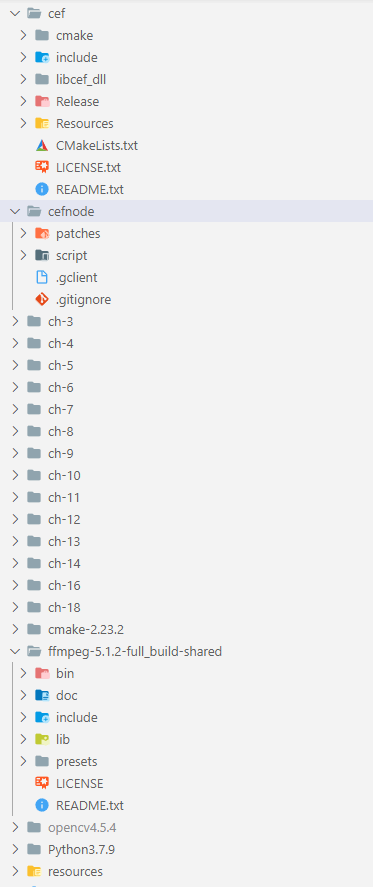 cef
cmake
include
libcef_dll
Release
Resources
CMakeLists.txt
LICENSE.txt
README.txt
cefnode
patches
script
.gclient
.gitignore
ch-3
ch-4
ch-5
ch-6
ch-7
ch-8
ch-9
ch-10
ch-11
ch-12
ch-13
ch-14
ch-16
ch-18
cmake-2.23.2
ffmpeg-5.1.2-full_build-shared
bin
doc
include
lib
presets
LICENSE
README.txt
opencv4.5.4
Python3.7.9
resources